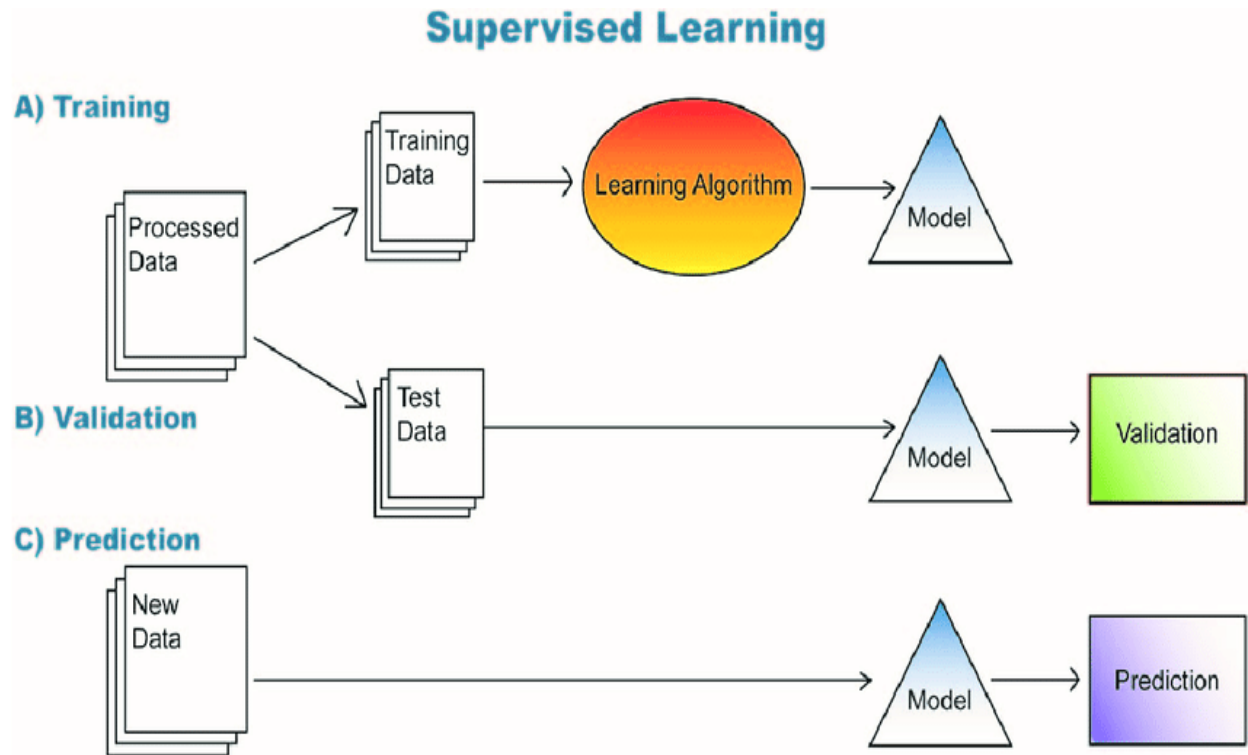 Supervised Learning
A) Training
Training
Data
Learning Algorithm
Model
Processed
Data
B) Validation
Test
Data
Model
Validation
C) Prediction
New
Data
Model
Prediction